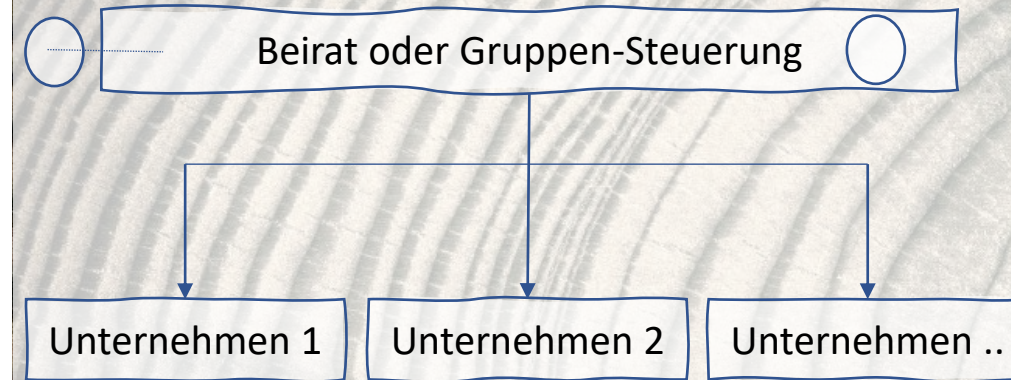 Beirat oder Gruppen-Steuerung
Unternehmen 1
Unternehmen 2
Unternehmen ..